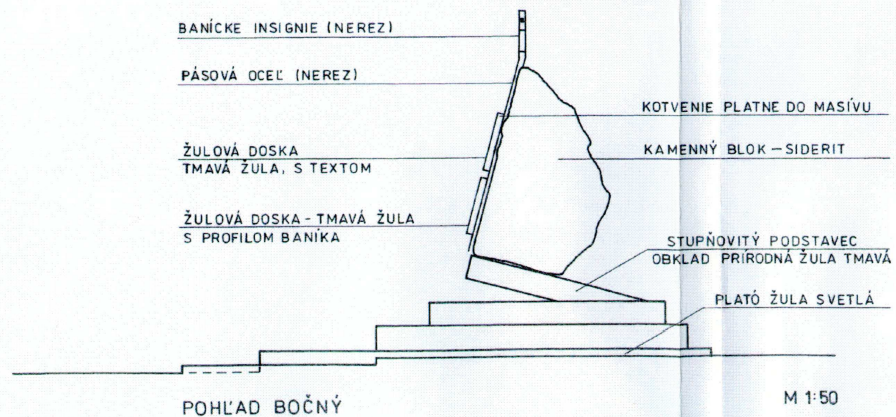 BANÍCKE INSIGNIE (NEREZ)
PÁSOVÁ OCEĽ (NEREZ)
ŽULOVÁ DOSKA
TMAVÁ ŽULA, S TEXTOM
ŽULOVÁ DOSKA - TMAVÁ ŽULA
S PROFILOM BANÍKA
KOTVENIE PLATNE DO MASÍVU
KAMENNÝ BLOK – SIDERIT
STUPŇOVITÝ PODSTAVEC
OBKLAD PRÍRODNÁ ŽULA TMAVÁ
PLATÓ ŽULA SVETLÁ
POHĽAD BOČNÝ
M 1:50